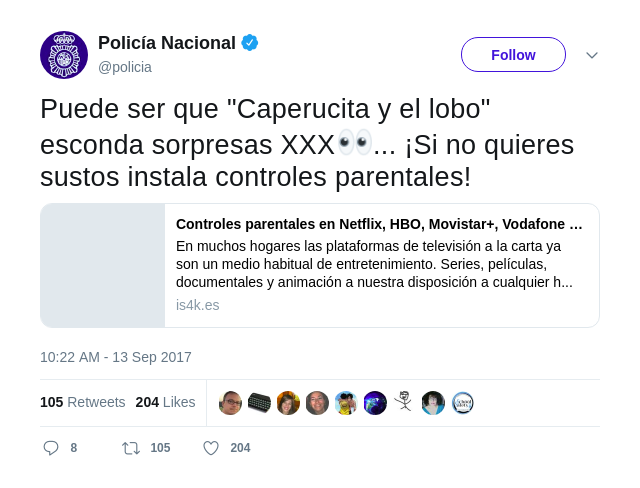 Policía Nacional
@policia
Follow
Puede ser que "Caperucita y el lobo"
esconda sorpresas XXX👀... ¡Si no quieres
sustos instala controles parentales!
Controles parentales en Netflix, HBO, Movistar+, Vodafone ...
En muchos hogares las plataformas de televisión a la carta ya
son un medio habitual de entretenimiento. Series, películas,
documentales y animación a nuestra disposición a cualquier h...
is4k.es
10:22 AM - 13 Sep 2017
105 Retweets 204 Likes
8 105 204